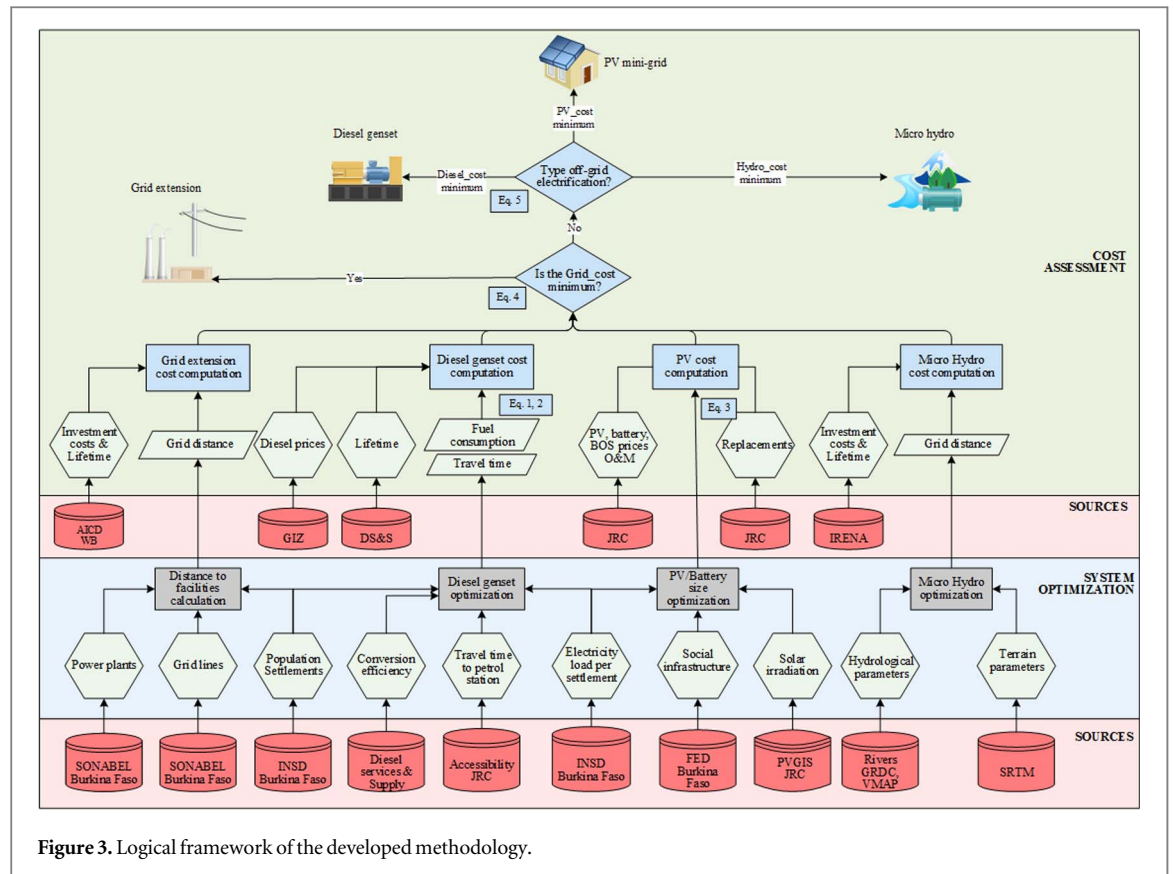 PV mini-grid
PV_cost
minimum
Diesel genset
Micro hydro
Type off-grid
electrification?
Diesel_cost
minimum
Hydro_cost
minimum
Grid extension
Eq. 5
No
COST
ASSESSMENT
Is the Grid_cost
minimum?
Yes
Eq. 4
Grid extension
cost computation
Diesel genset cost
computation
PV cost
computation
Micro Hydro
cost computation
Eq. 1, 2
Eq. 3
Investment
costs &
Lifetime
Grid distance
Diesel prices
Lifetime
Fuel
consumption
Travel time
PV, battery,
BOS prices
O&M
Replacements
Investment
costs &
Lifetime
Grid distance
SOURCES
AICD
WB
GIZ
DS&S
JRC
JRC
IRENA
SYSTEM
OPTIMIZATION
Distance to
facilities
calculation
Diesel genset
optimization
PV/Battery
size
optimization
Micro Hydro
optimization
Power plants
Grid lines
Population
Settlements
Conversion
efficiency
Travel time
to petrol
station
Electricity
load per
settlement
Social
infrastructure
Solar
irradiation
Hydrological
parameters
Terrain
parameters
SOURCES
SONABEL
Burkina Faso
SONABEL
Burkina Faso
INSD
Burkina Faso
Diesel
services &
Supply
Accessibility
JRC
INSD
Burkina Faso
FED
Burkina
Faso
PVGIS
JRC
Rivers
GRDC,
VMAP
SRTM
Figure 3. Logical framework of the developed methodology.